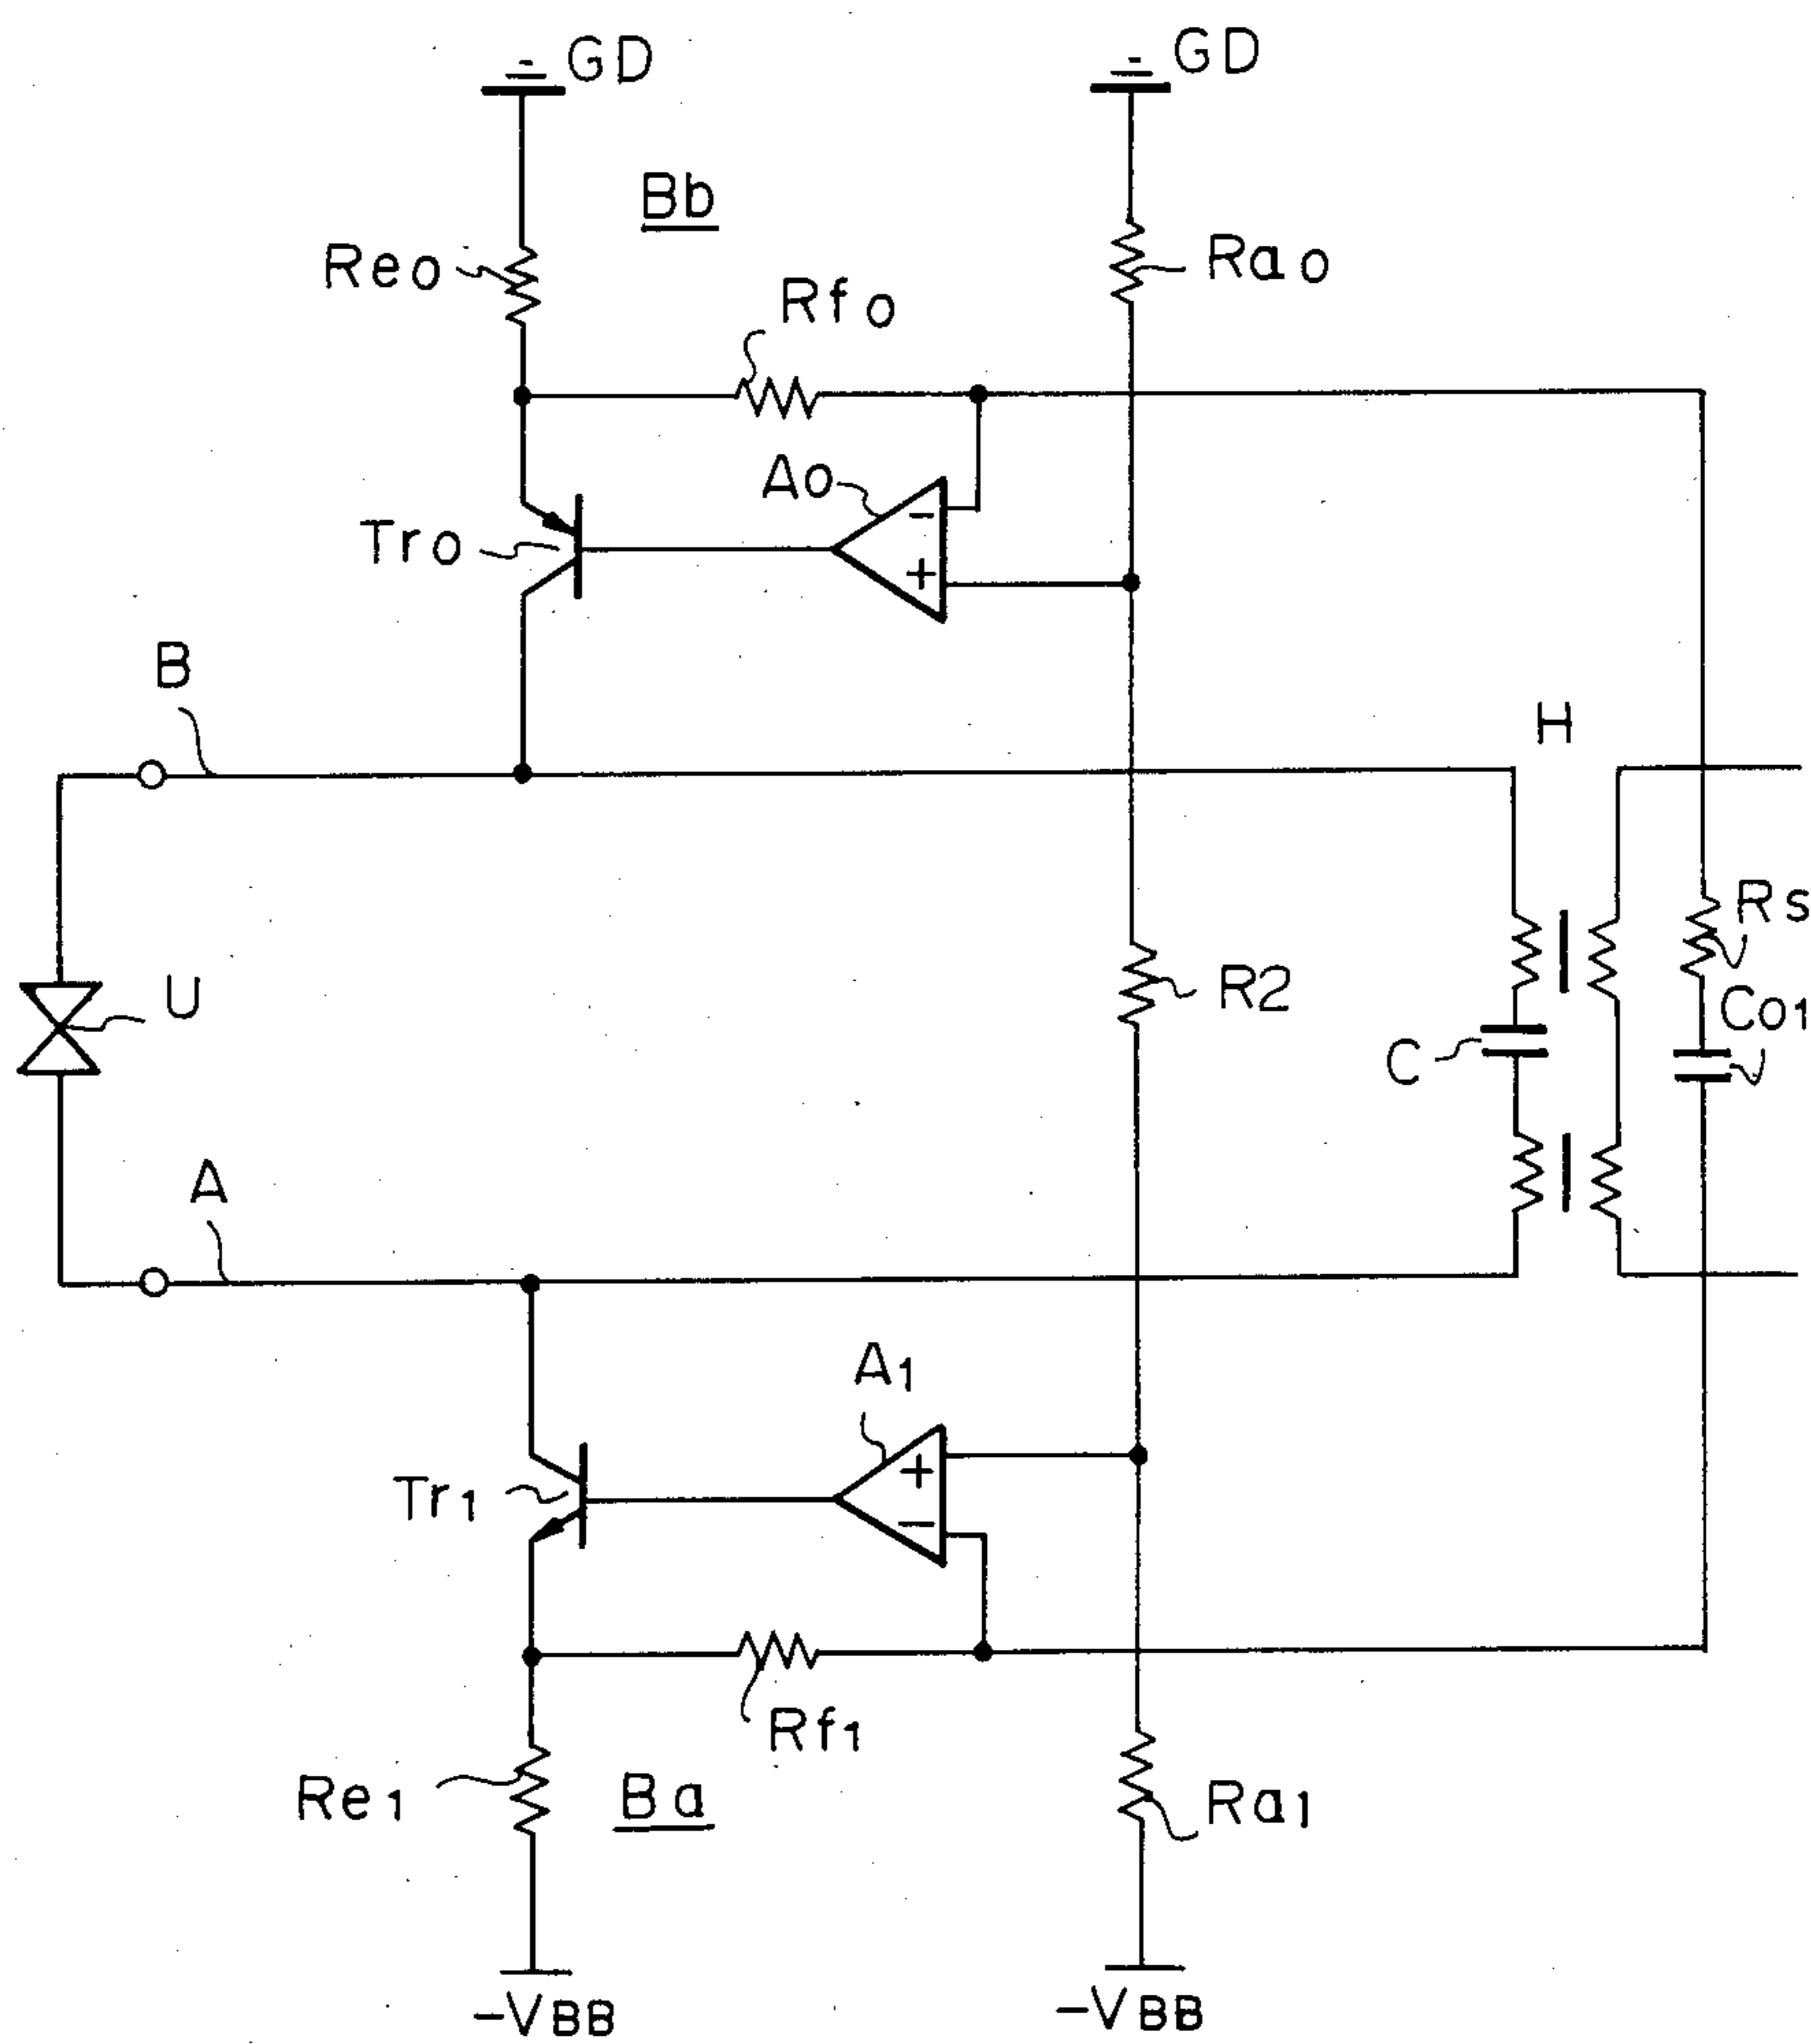 GD
GD
Bb
Reo
Rao
Rfo
Ao
-
+
Tro
B
H
Rs
U
R2
Co1
C
A
A1
+
-
Tr1
Rf1
Re1
Ba
Ra1
-VBB
-VBB